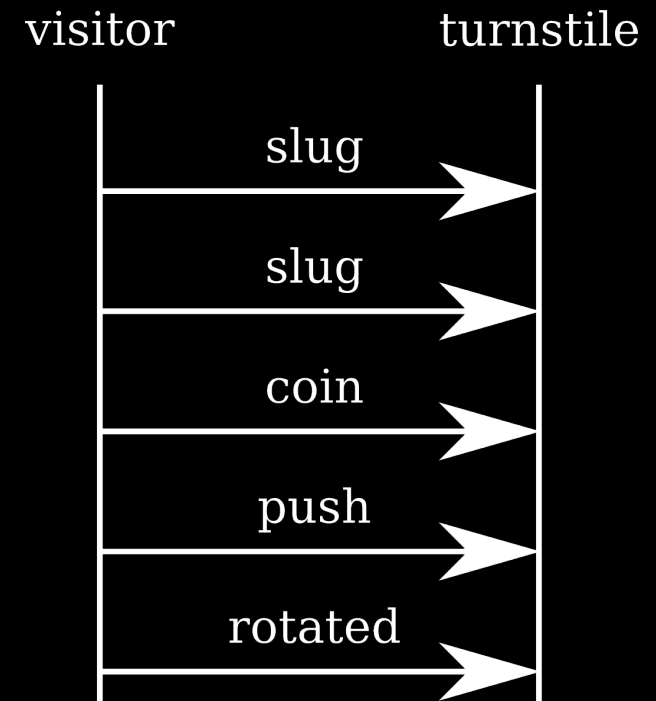 visitor turnstile
slug
slug
coin
push
rotated